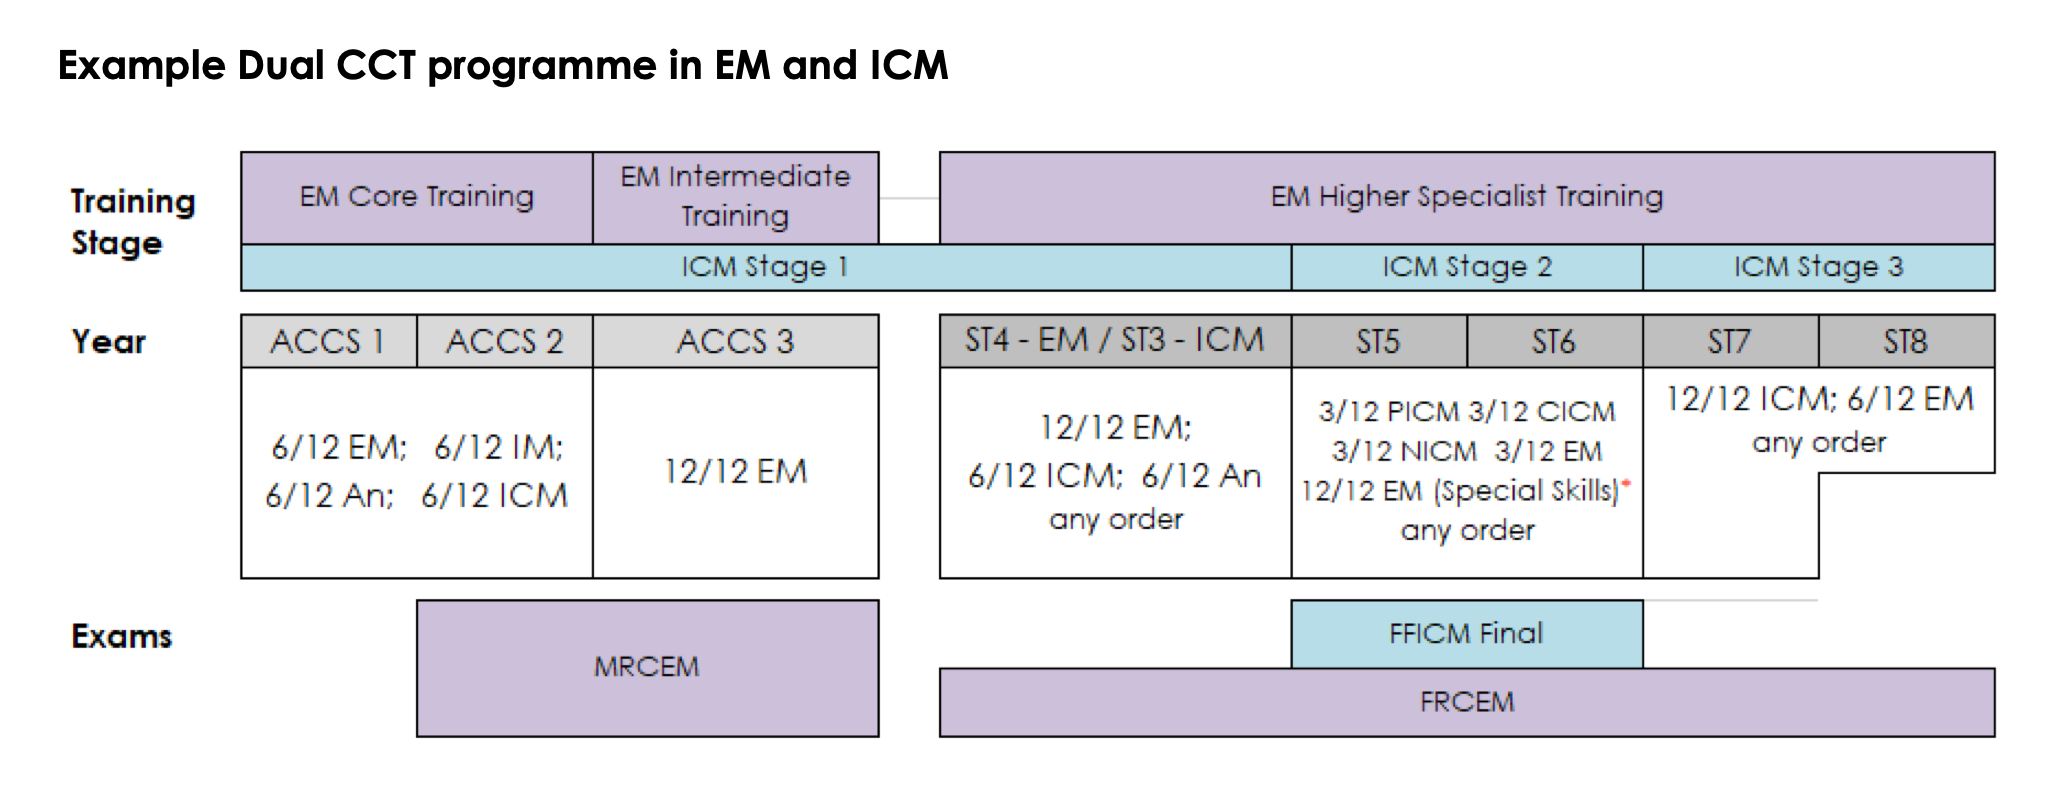 Example Dual CCT programme in EM and ICM
Training
Stage
EM Core Training
EM Intermediate
Training
EM Higher Specialist Training
ICM Stage 1
ICM Stage 2
ICM Stage 3
Year
ACCS 1
ACCS 2
ACCS 3
ST4 - EM / ST3 - ICM
ST5
ST6
ST7
ST8
6/12 EM; 6/12 IM;
6/12 An; 6/12 ICM
12/12 EM
12/12 EM;
6/12 ICM; 6/12 An
any order
3/12 PICM 3/12 CICM
3/12 NICM 3/12 EM
12/12 EM (Special Skills)*
any order
12/12 ICM; 6/12 EM
any order
Exams
MRCEM
FFICM Final
FRCEM